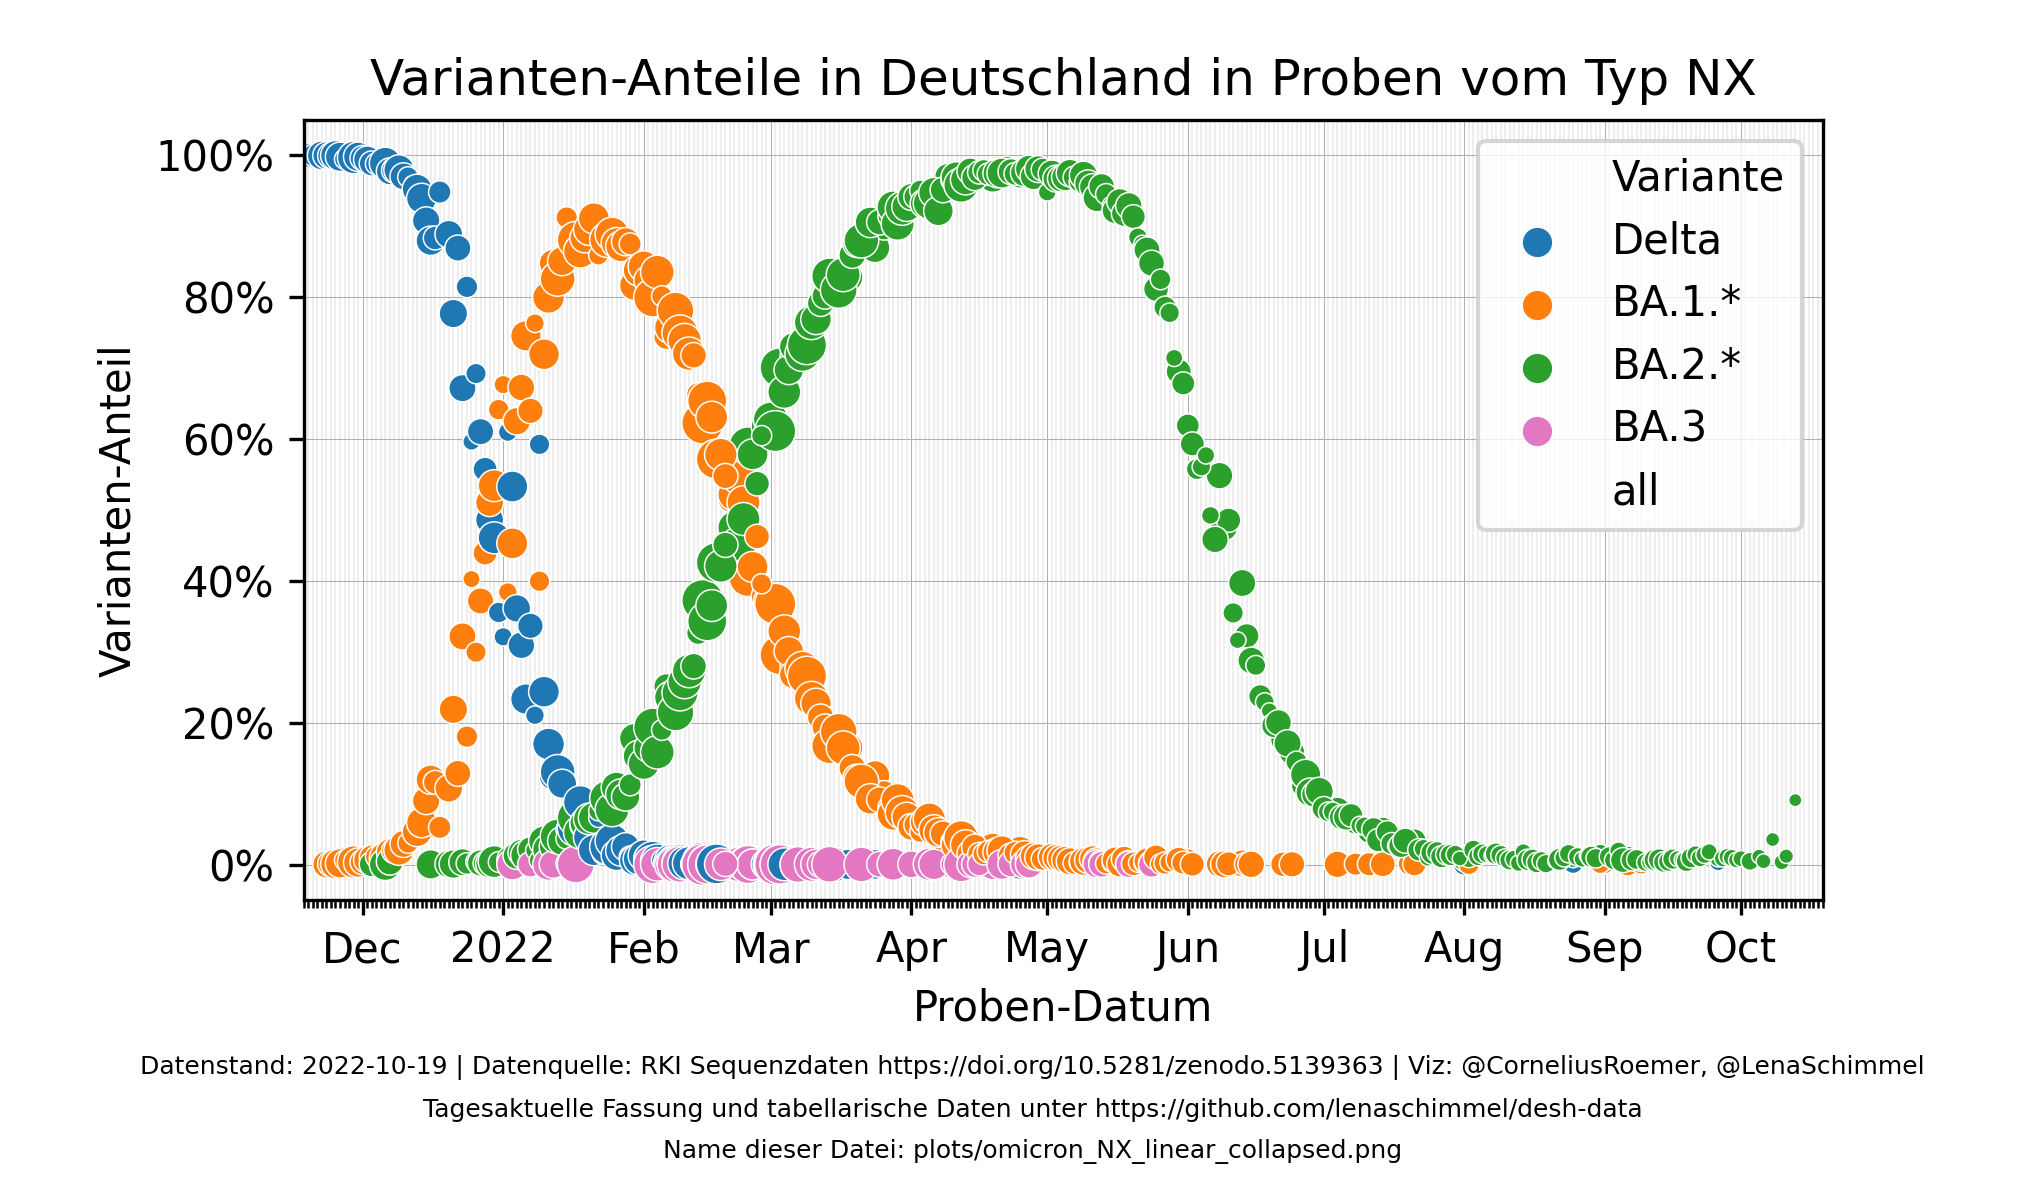 Varianten-Anteile in Deutschland in Proben vom Typ NX
Varianten-Anteil
100%
80%
60%
40%
20%
0%
Variante
Delta
BA.1.*
BA.2.*
BA.3
all
Dec 2022 Feb Mar Apr May Jun Jul Aug Sep Oct
Proben-Datum
Datenstand: 2022-10-19 | Datenquelle: RKI Sequenzdaten https://doi.org/10.5281/zenodo.5139363 | Viz: @CorneliusRoemer, @LenaSchimmel
Tagesaktuelle Fassung und tabellarische Daten unter https://github.com/lenaschimmel/desh-data
Name dieser Datei: plots/omicron_NX_linear_collapsed.png